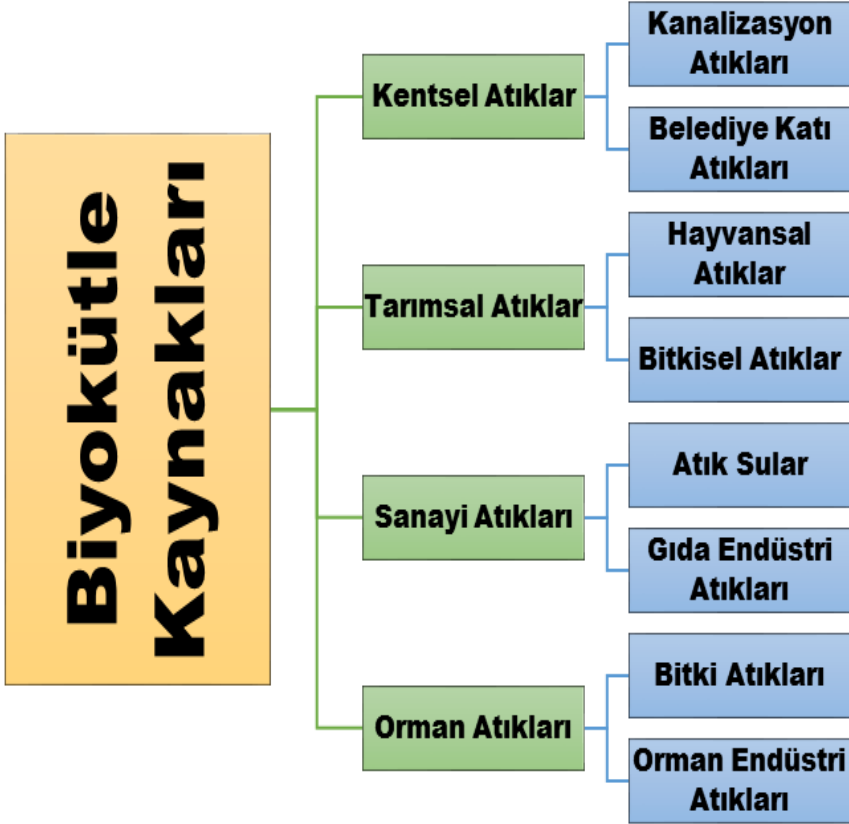 Biyokütle
Kaynakları
Kentsel Atıklar
Kanalizasyon
Atıkları
Belediye Katı
Atıkları
Tarımsal Atıklar
Hayvansal
Atıklar
Bitkisel Atıklar
Sanayi Atıkları
Atık Sular
Gıda Endüstri
Atıkları
Orman Atıkları
Bitki Atıkları
Orman Endüstri
Atıkları